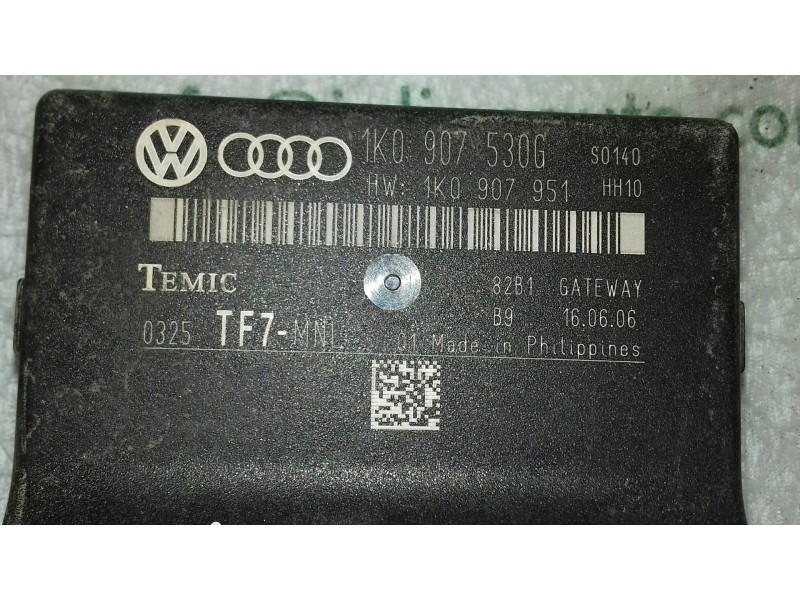 VW
1K0 907 530G S0140
HW: 1K0 907 951 HH10
TEMIC
82B1 GATEWAY
B9 16.06.06
0325 TF7-MNL 01 Made in Philippines